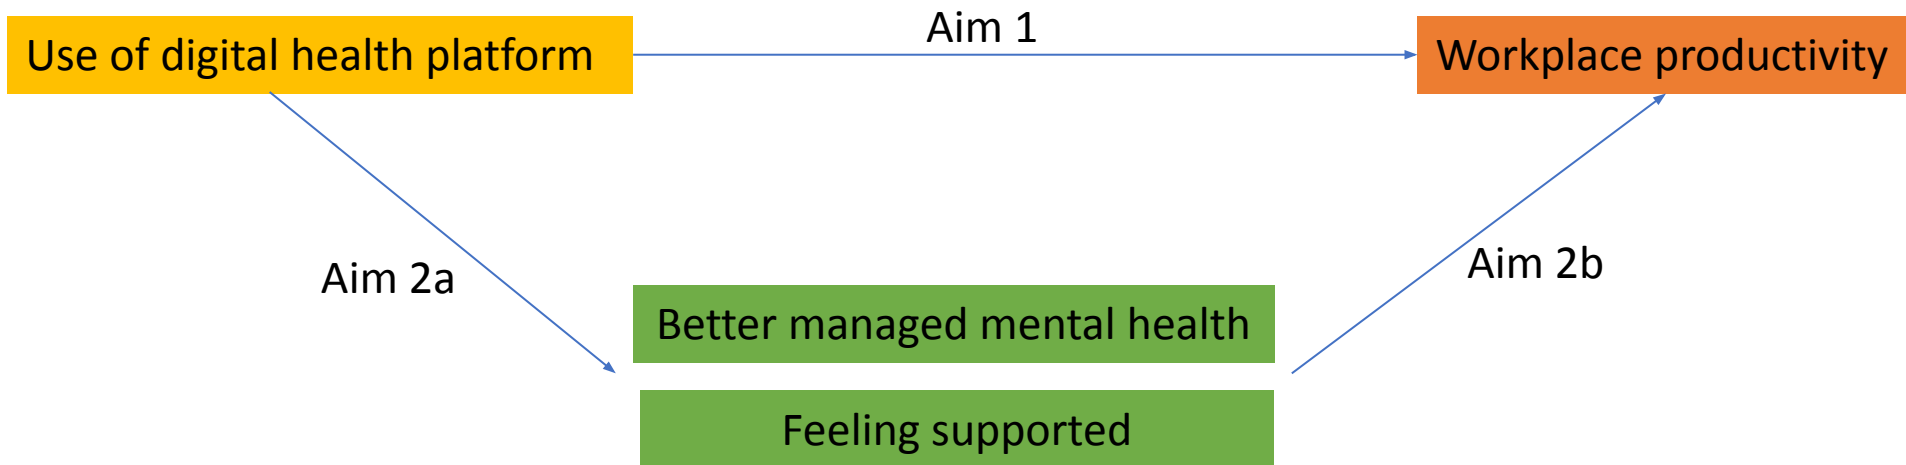 Use of digital health platform
Aim 1
Workplace productivity
Aim 2a
Aim 2b
Better managed mental health
Feeling supported